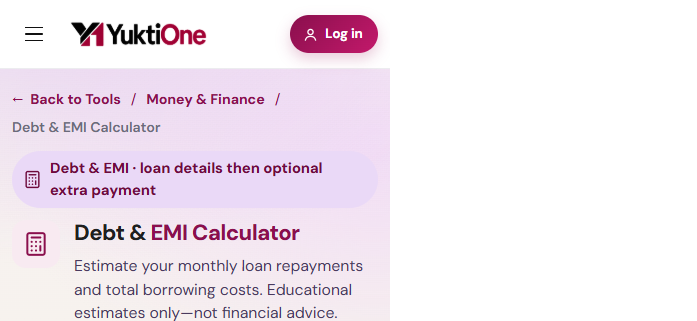 YuktiOne
Log in
← Back to Tools / Money & Finance /
Debt & EMI Calculator
Debt & EMI · loan details then optional
extra payment
Debt & EMI Calculator
Estimate your monthly loan repayments
and total borrowing costs. Educational
estimates only—not financial advice.